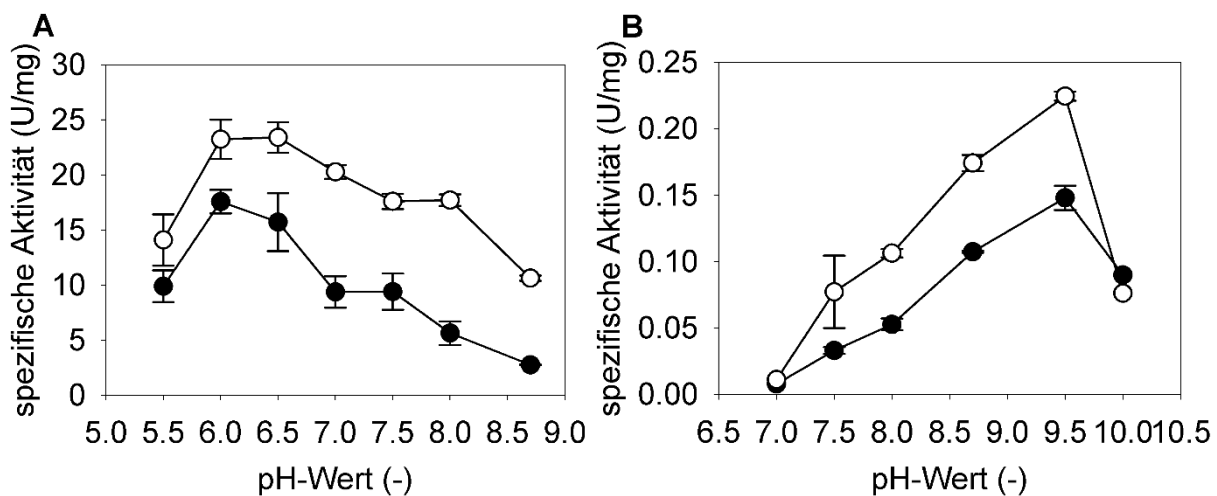 A
spezifische Aktivität (U/mg)
30
25
20
15
10
5
0
5.0 5.5 6.0 6.5 7.0 7.5 8.0 8.5 9.0
pH-Wert (-)
B
spezifische Aktivität (U/mg)
0.25
0.20
0.15
0.10
0.05
0.00
6.5 7.0 7.5 8.0 8.5 9.0 9.5 10.0 10.5
pH-Wert (-)